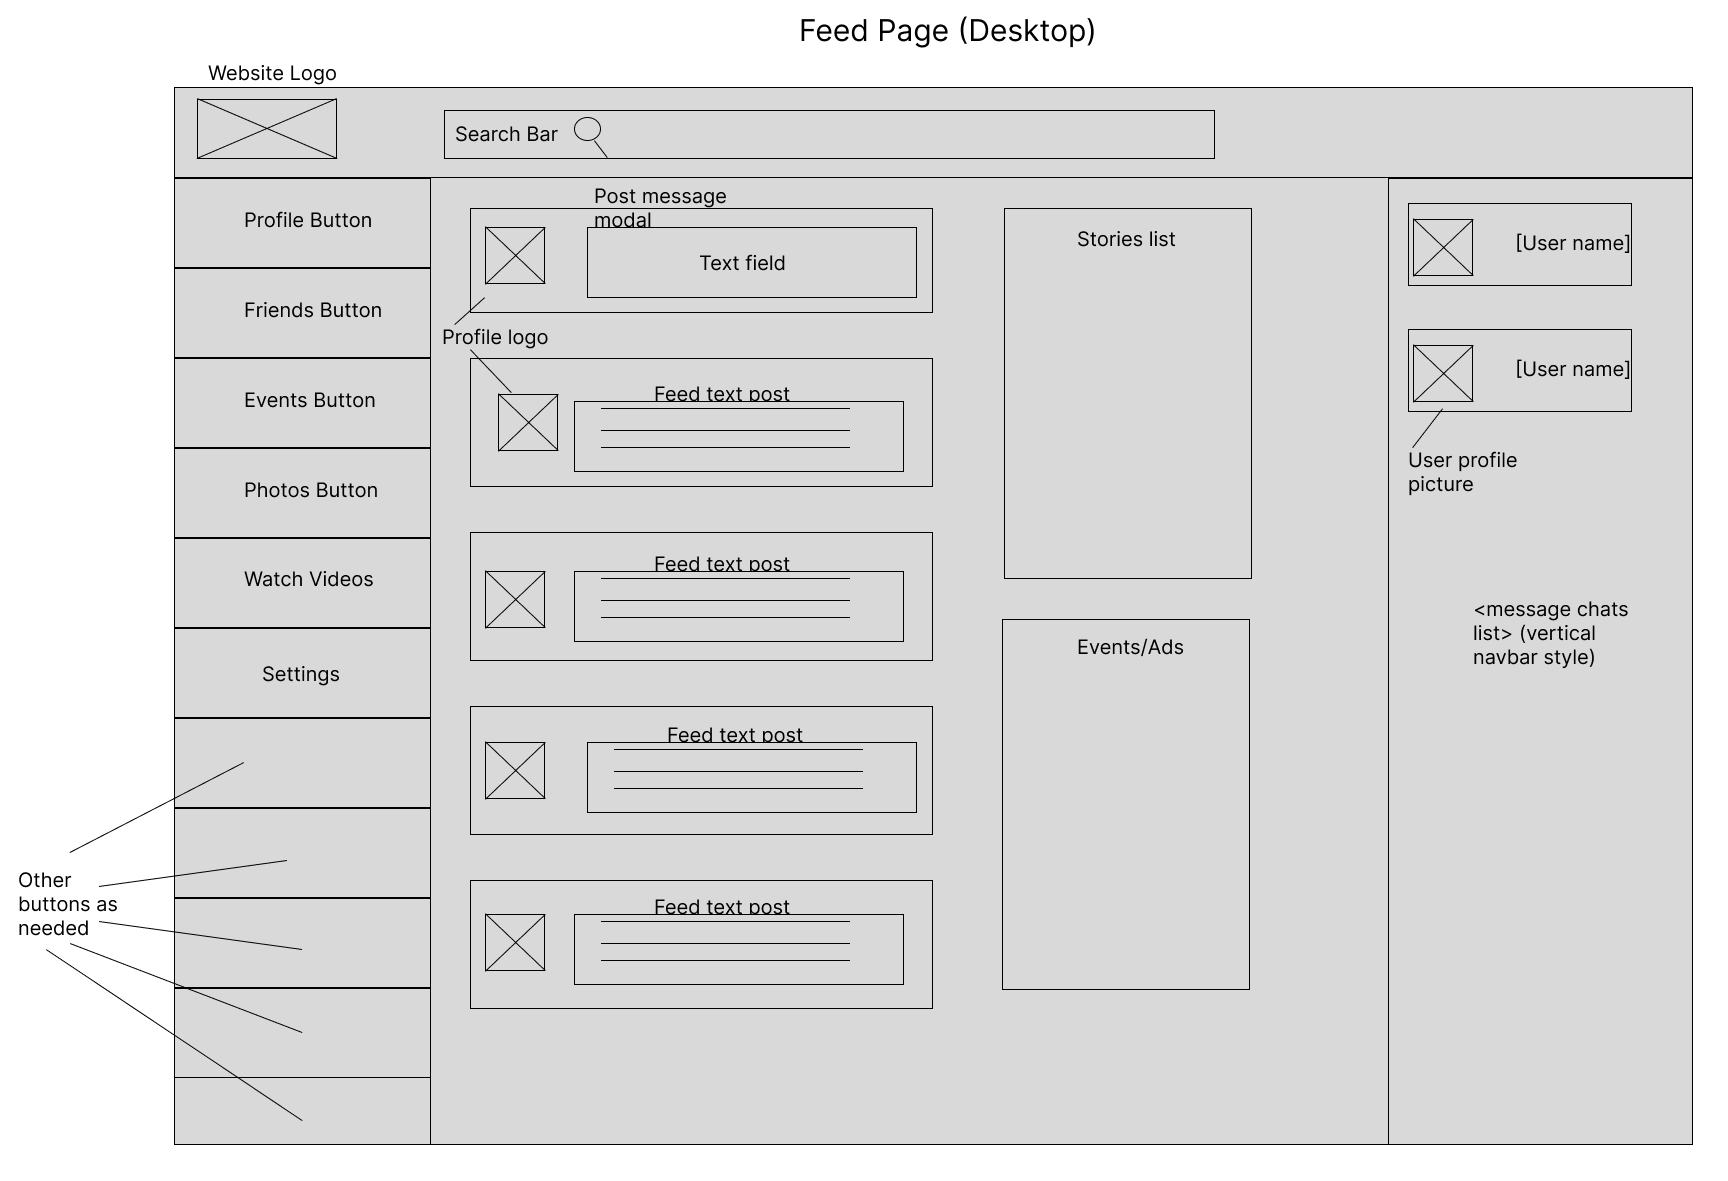 Feed Page (Desktop)
Website Logo
Search Bar
Profile Button
Friends Button
Events Button
Photos Button
Watch Videos
Settings
Other
buttons as
needed
Post message
modal
Text field
Profile logo
Feed text post
Feed text post
Feed text post
Feed text post
Stories list
Events/Ads
[User name]
[User name]
User profile
picture
<message chats
list> (vertical
navbar style)